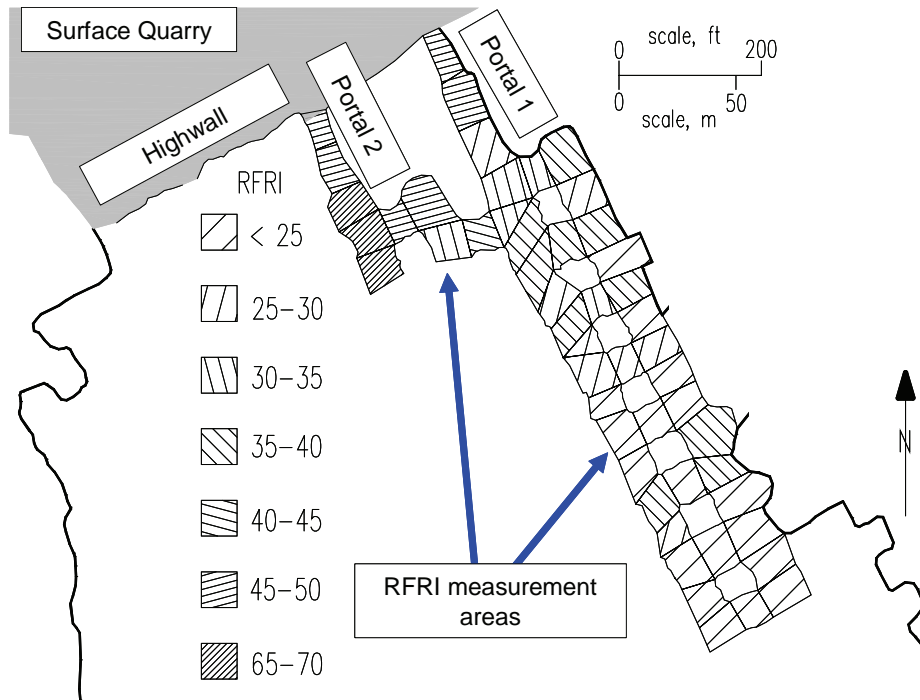 Surface Quarry
Highwall
Portal 2
Portal 1
0 scale, ft 200
0 50
scale, m
RFRI
< 25
25-30
30-35
35-40
40-45
45-50
65-70
N
RFRI measurement
areas